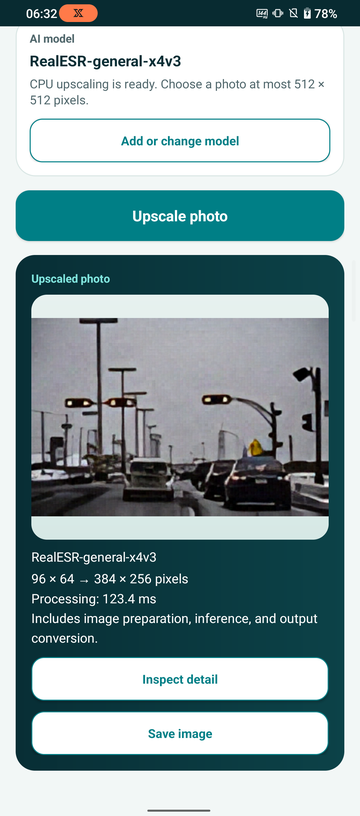 06:32
78%
AI model
RealESR-general-x4v3
CPU upscaling is ready. Choose a photo at most 512 ×
512 pixels.
Add or change model
Upscale photo
Upscaled photo
RealESR-general-x4v3
96 × 64 → 384 × 256 pixels
Processing: 123.4 ms
Includes image preparation, inference, and output
conversion.
Inspect detail
Save image